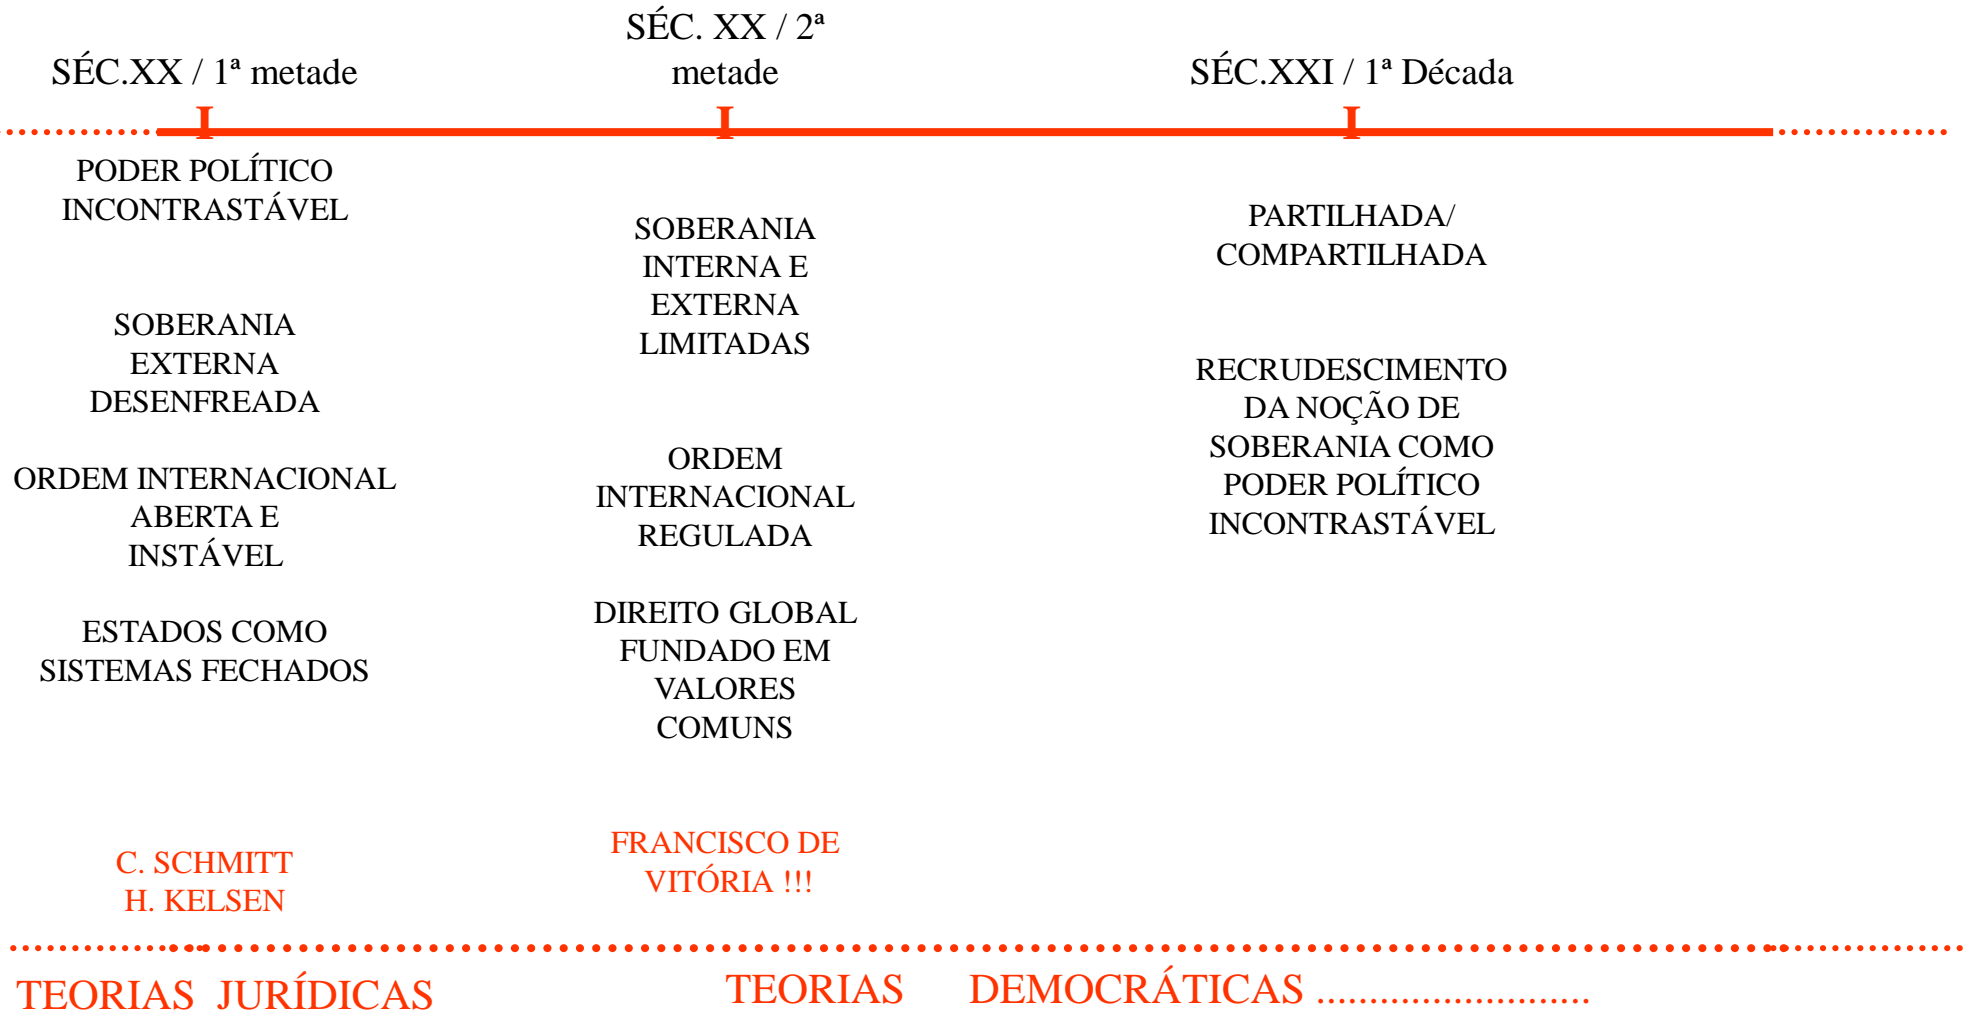 SÉC.XX / 1ª metade
I
PODER POLÍTICO
INCONTRASTÁVEL
SOBERANIA
EXTERNA
DESENFREADA
ORDEM INTERNACIONAL
ABERTA E
INSTÁVEL
ESTADOS COMO
SISTEMAS FECHADOS
C. SCHMITT
H. KELSEN
SÉC. XX / 2ª
metade
I
SOBERANIA
INTERNA E
EXTERNA
LIMITADAS
ORDEM
INTERNACIONAL
REGULADA
DIREITO GLOBAL
FUNDADO EM
VALORES
COMUNS
FRANCISCO DE
VITÓRIA !!!
SÉC.XXI / 1ª Década
I
PARTILHADA/
COMPARTILHADA
RECRUDESCIMENTO
DA NOÇÃO DE
SOBERANIA COMO
PODER POLÍTICO
INCONTRASTÁVEL
TEORIAS JURÍDICAS
TEORIAS DEMOCRÁTICAS ..........................